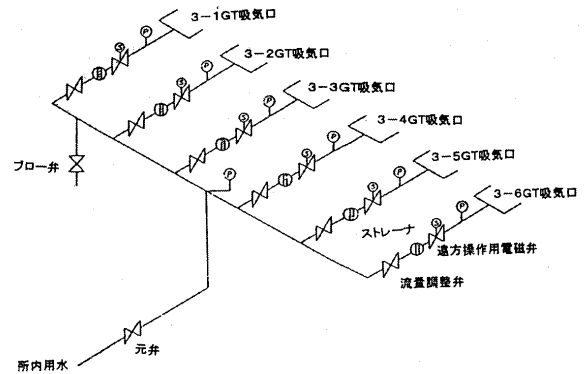 3-1GT吸気口
3-2GT吸気口
3-3GT吸気口
3-4GT吸気口
3-5GT吸気口
3-6GT吸気口
S
P
S
P
S
P
S
P
S
P
S
P
P
ブロー弁
ストレーナ
遠方操作用電磁弁
流量調整弁
元弁
所内用水